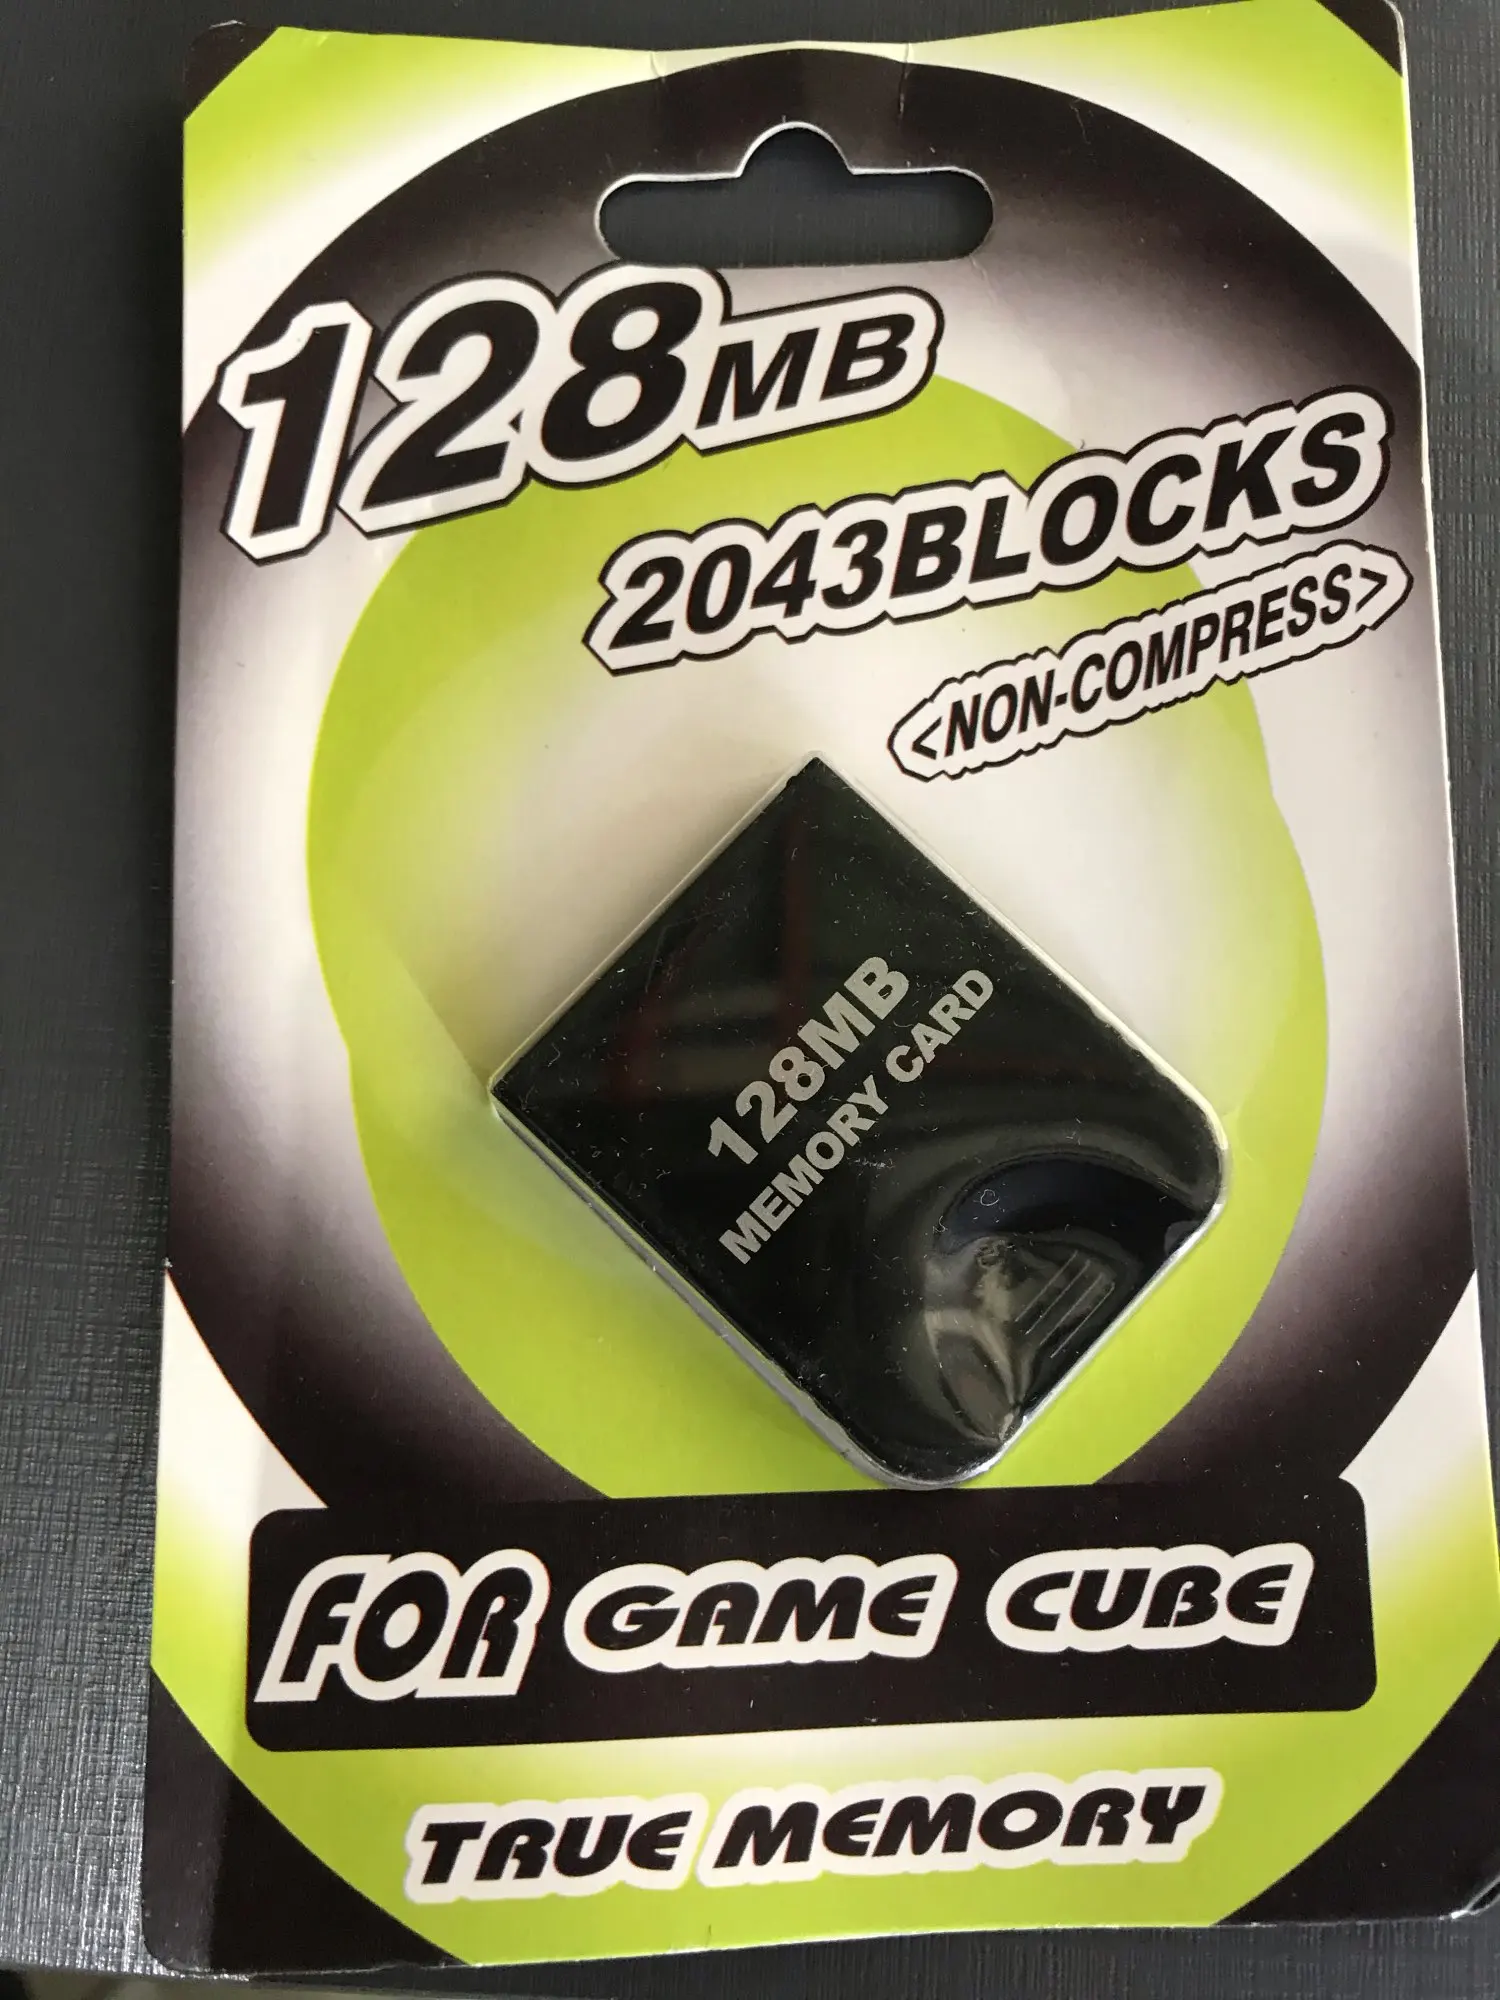 128MB
2043BLOCKS
<NON-COMPRESS>
128MB
MEMORY CARD
FOR GAME CUBE
TRUE MEMORY